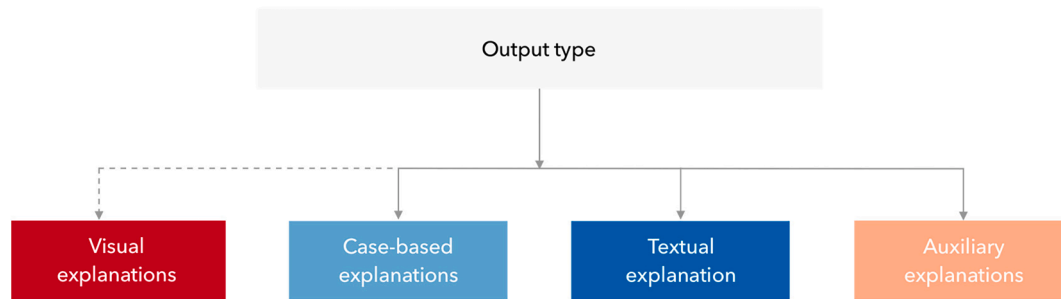 Output type
Visual
explanations
Case-based
explanations
Textual
explanation
Auxiliary
explanations